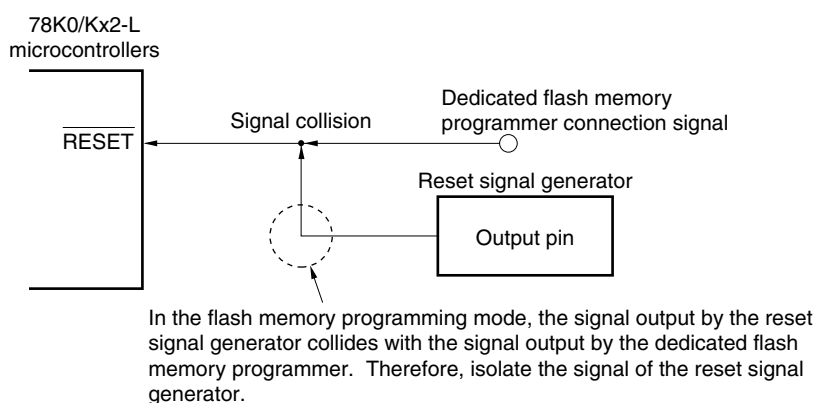 78K0/Kx2-L
microcontrollers
RESET
Signal collision
Dedicated flash memory
programmer connection signal
Reset signal generator
Output pin
In the flash memory programming mode, the signal output by the reset
signal generator collides with the signal output by the dedicated flash
memory programmer.  Therefore, isolate the signal of the reset signal
generator.